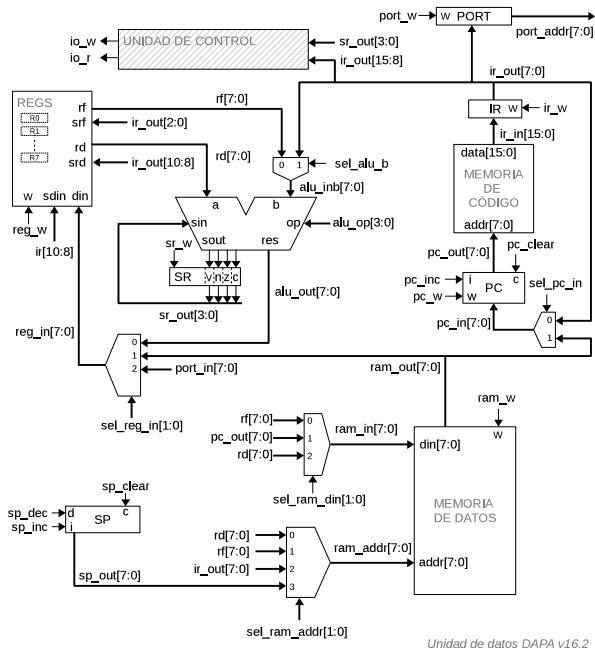 port_w
w PORT
port_addr[7:0]
io_w
io_r
UNIDAD DE CONTROL
sr_out[3:0]
ir_out[15:8]
ir_out[7:0]
REGS
R0
R1
R7
rf
srf
rd
srd
w sdin din
rf[7:0]
ir_out[2:0]
rd[7:0]
ir_out[10:8]
reg_w
ir[10:8]
0 1
sel_alu_b
alu_inb[7:0]
IR w
ir_w
ir_in[15:0]
data[15:0]
MEMORIA
DE
CÓDIGO
addr[7:0]
a b
sin
op
alu_op[3:0]
sout res
sr_w
SR v n z c
alu_out[7:0]
sr_out[3:0]
pc_out[7:0]
pc_clear
pc_inc
pc_w
i c
PC
w
sel_pc_in
pc_in[7:0]
0
1
reg_in[7:0]
0
1
2
port_in[7:0]
sel_reg_in[1:0]
ram_out[7:0]
ram_w
w
rf[7:0]
pc_out[7:0]
rd[7:0]
0
1
2
ram_in[7:0]
din[7:0]
sel_ram_din[1:0]
MEMORIA
DE DATOS
sp_clear
sp_dec
sp_inc
d c
SP
i
sp_out[7:0]
rd[7:0]
rf[7:0]
ir_out[7:0]
0
1
2
3
ram_addr[7:0]
addr[7:0]
sel_ram_addr[1:0]
Unidad de datos DAPA v16.2